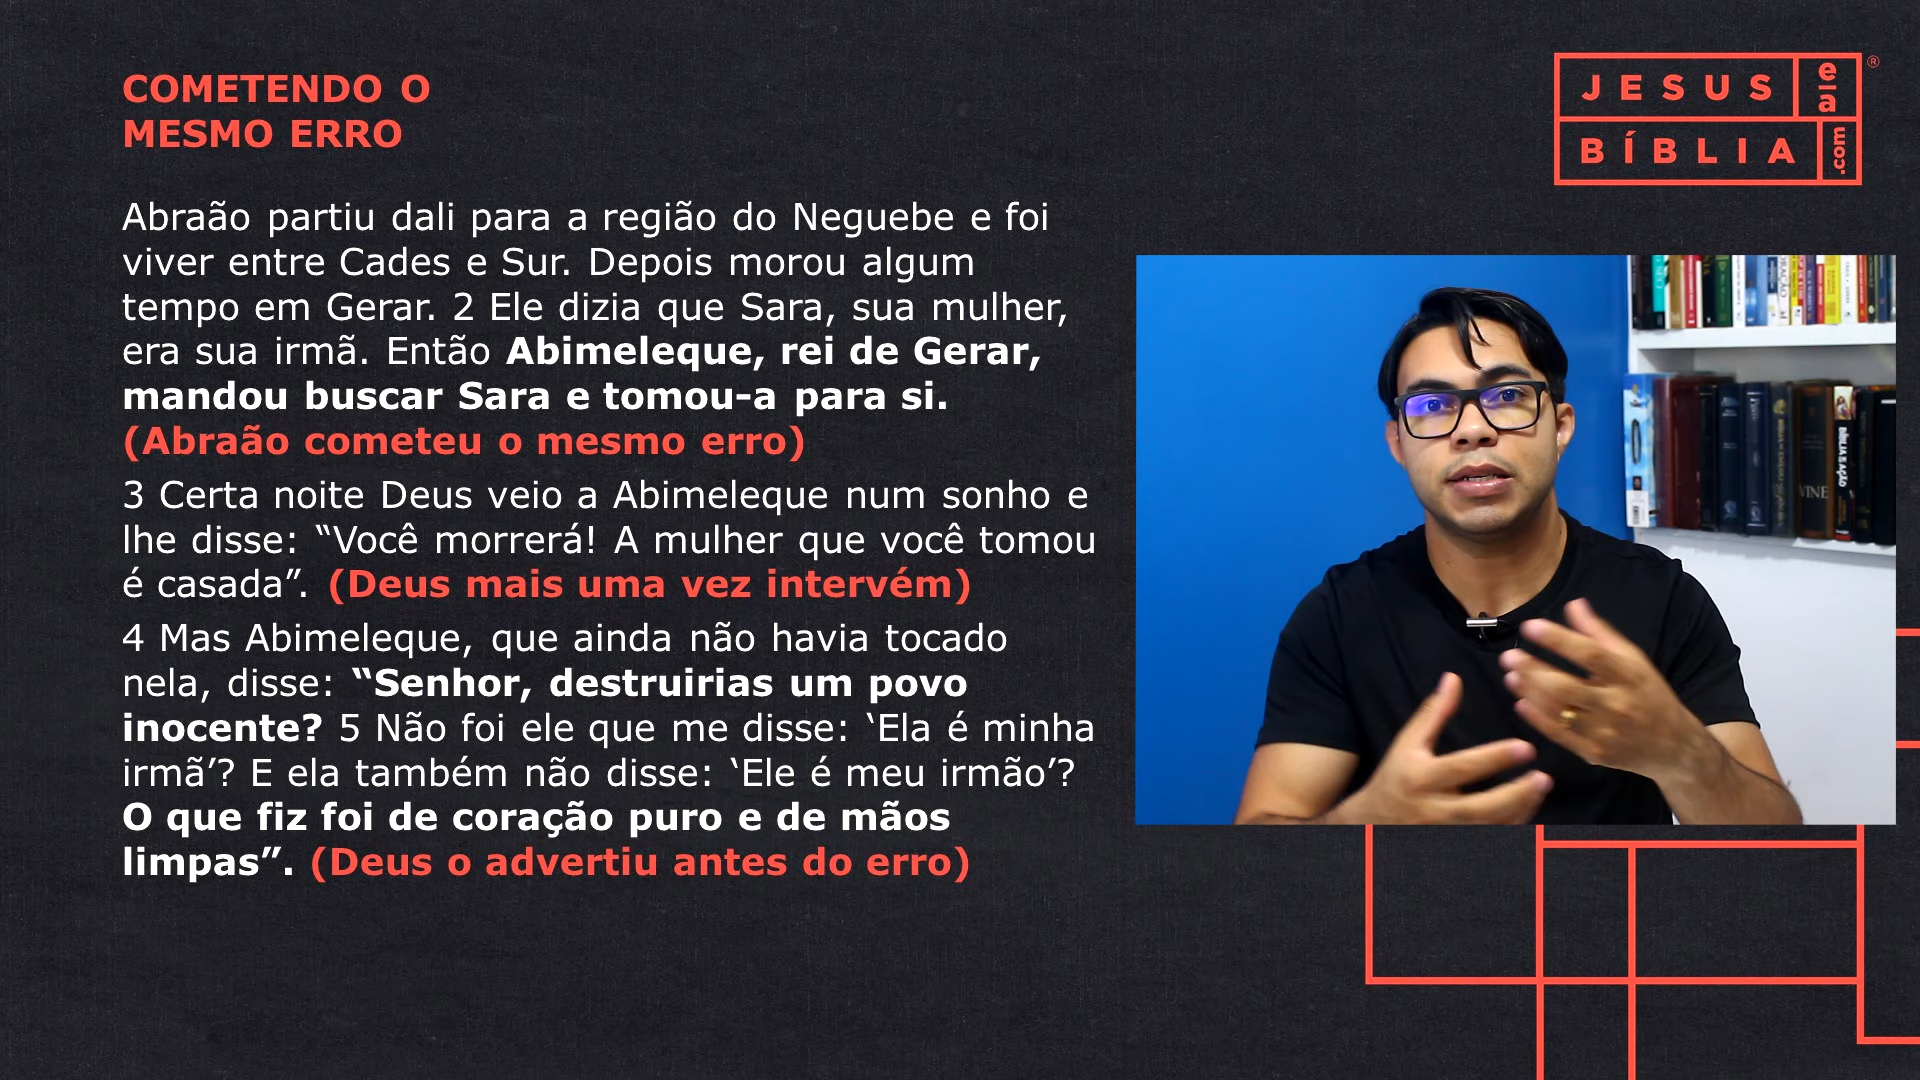 COMETENDO O
MESMO ERRO
Abraão partiu dali para a região do Neguebe e foi
viver entre Cades e Sur. Depois morou algum
tempo em Gerar. 2 Ele dizia que Sara, sua mulher,
era sua irmã. Então Abimeleque, rei de Gerar,
mandou buscar Sara e tomou-a para si.
(Abraão cometeu o mesmo erro)
3 Certa noite Deus veio a Abimeleque num sonho e
lhe disse: “Você morrerá! A mulher que você tomou
é casada”. (Deus mais uma vez intervém)
4 Mas Abimeleque, que ainda não havia tocado
nela, disse: “Senhor, destruirias um povo
inocente? 5 Não foi ele que me disse: ‘Ela é minha
irmã’? E ela também não disse: ‘Ele é meu irmão’?
O que fiz foi de coração puro e de mãos
limpas”. (Deus o advertiu antes do erro)
JESUS
e a
®
BÍBLIA
.com
VINE